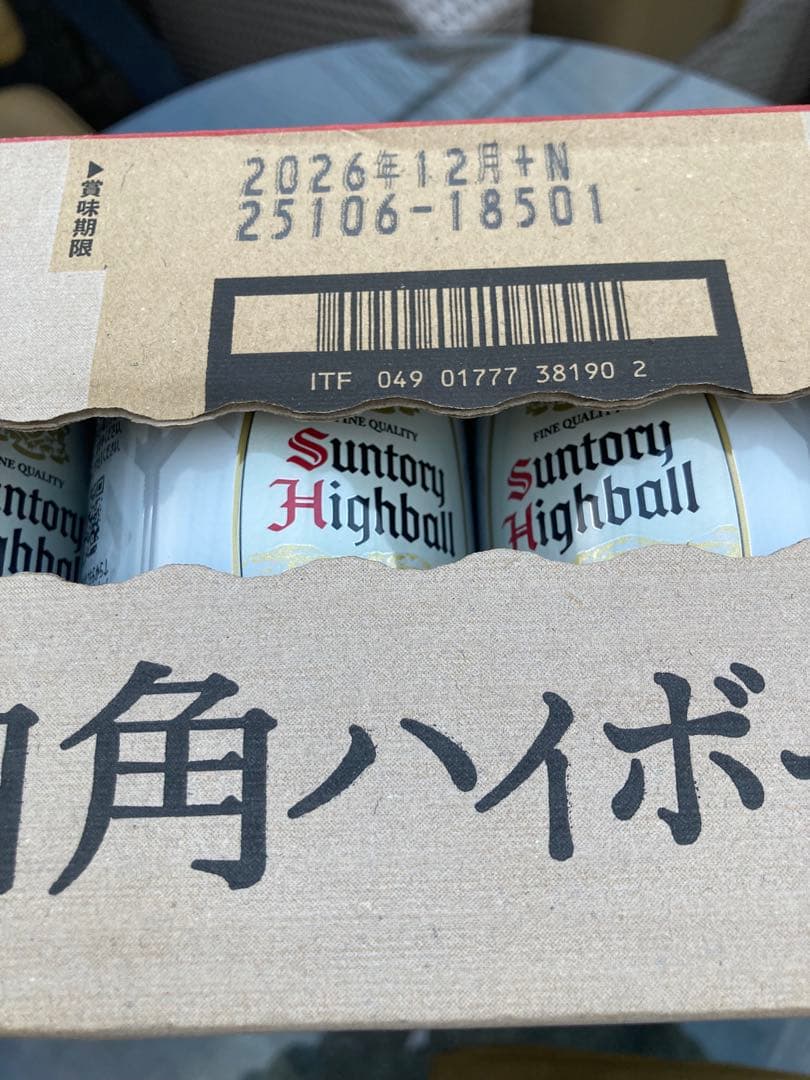 ▶賞味期限
2026年12月+N
25106-18501
ITF 049 01777 38190 2
FINE QUALITY
Suntory
Highball
FINE QUALITY
Suntory
Highball
角ハイボー